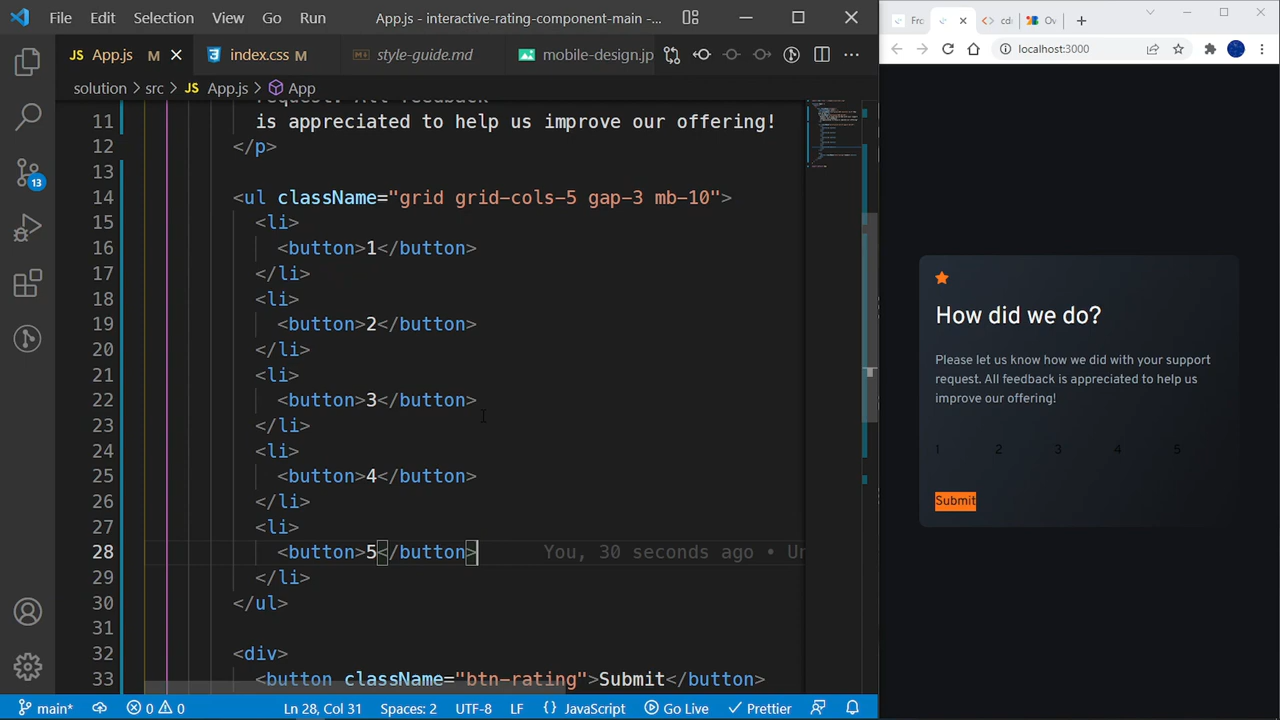 File Edit Selection View Go Run App.js - interactive-rating-component-main -...
App.js M index.css M style-guide.md mobile-design.jp
solution src App.js App
request. All feedback
11 is appreciated to help us improve our offering!
12 </p>
13
14 <ul className="grid grid-cols-5 gap-3 mb-10">
15 <li>
16 <button>1</button>
17 </li>
18 <li>
19 <button>2</button>
20 </li>
21 <li>
22 <button>3</button>
23 </li>
24 <li>
25 <button>4</button>
26 </li>
27 <li>
28 <button>5</button> You, 30 seconds ago • Un
29 </li>
30 </ul>
31
32 <div>
33 <button className="btn-rating">Submit</button>
13
main* 0 0 Ln 28, Col 31 Spaces: 2 UTF-8 LF {} JavaScript Go Live Prettier
Fro cdn Ov
localhost:3000
How did we do?
Please let us know how we did with your support
request. All feedback is appreciated to help us
improve our offering!
1 2 3 4 5
Submit